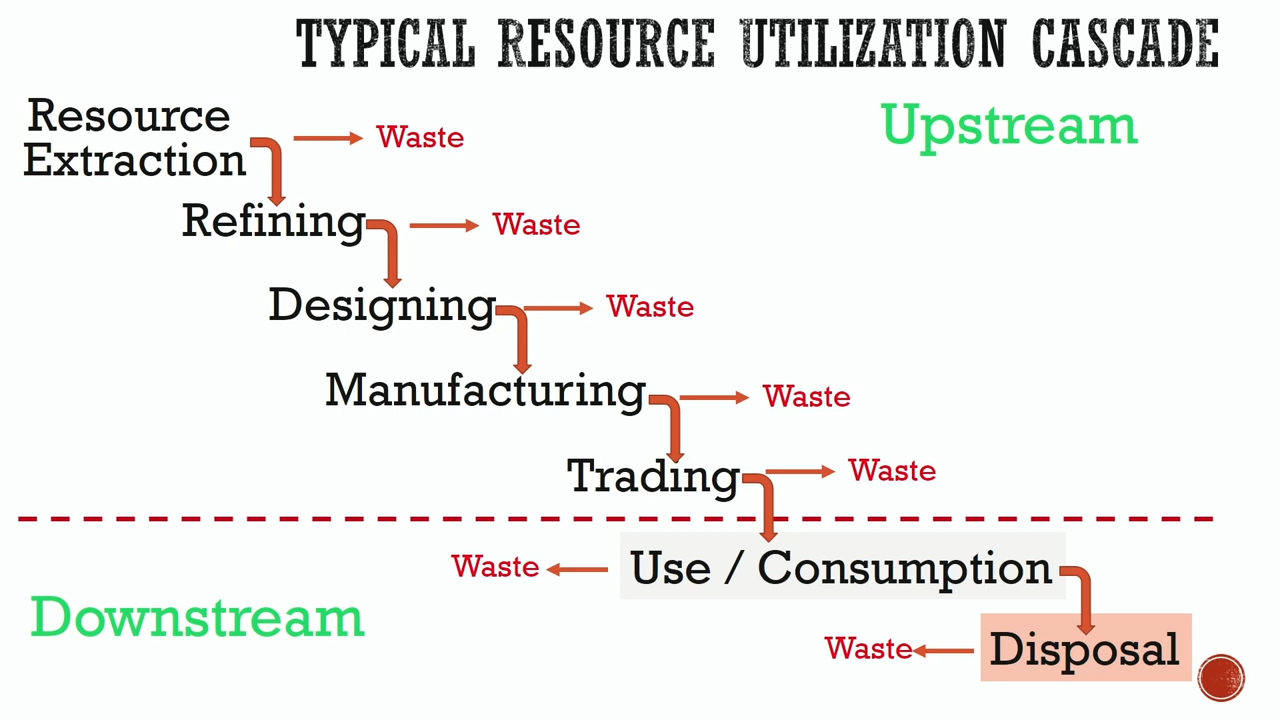 TYPICAL RESOURCE UTILIZATION CASCADE
Resource
Extraction
Waste
Upstream
Refining
Waste
Designing
Waste
Manufacturing
Waste
Trading
Waste
Waste
Use / Consumption
Downstream
Waste
Disposal